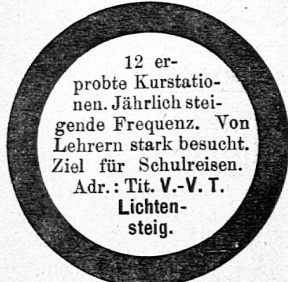 12 er-
probte Kurstatio-
nen. Jährlich stei-
gende Frequenz. Von
Lehrern stark besucht.
Ziel für Schulreisen.
Adr.: Tit. V.-V. T.
Lichten-
steig.